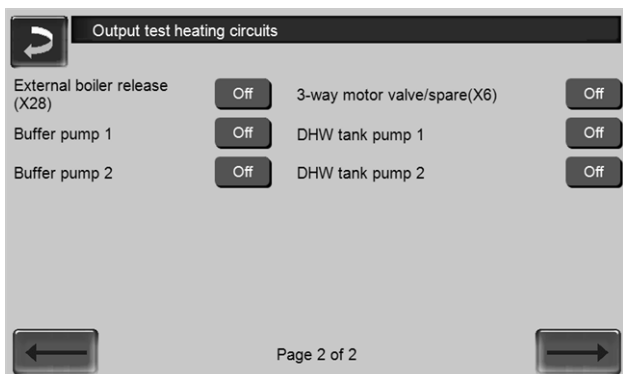 Output test heating circuits
External boiler release
(X28)
Off
3-way motor valve/spare(X6)
Off
Buffer pump 1
Off
DHW tank pump 1
Off
Buffer pump 2
Off
DHW tank pump 2
Off
Page 2 of 2